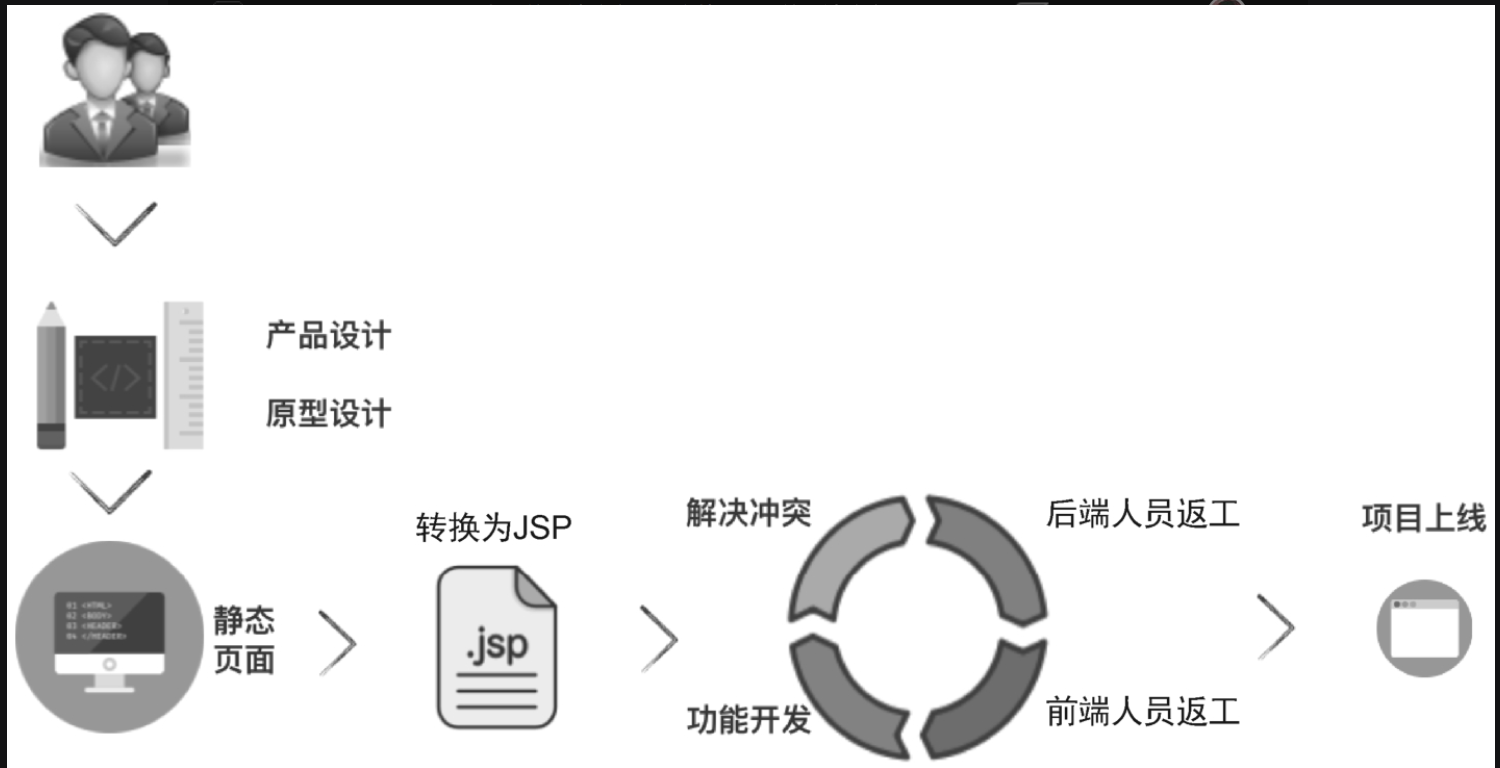 </>
产品设计
原型设计
01 <HTML>
02 <BODY>
03 <HEADER>
04 </HEADER>
静态
页面
转换为JSP
.jsp
解决冲突
后端人员返工
功能开发
前端人员返工
项目上线